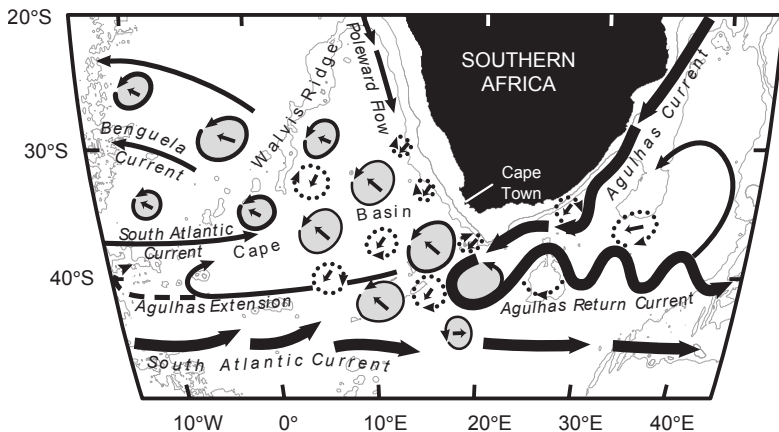 20°S
SOUTHERN
AFRICA
Poleward Flow
Walvis Ridge
Agulhas Current
Benguela
Current
30°S
Cape
Town
Basin
South Atlantic
Current
Cape
40°S
Agulhas Extension
Agulhas Return Current
South Atlantic Current
10°W
0°
10°E
20°E
30°E
40°E